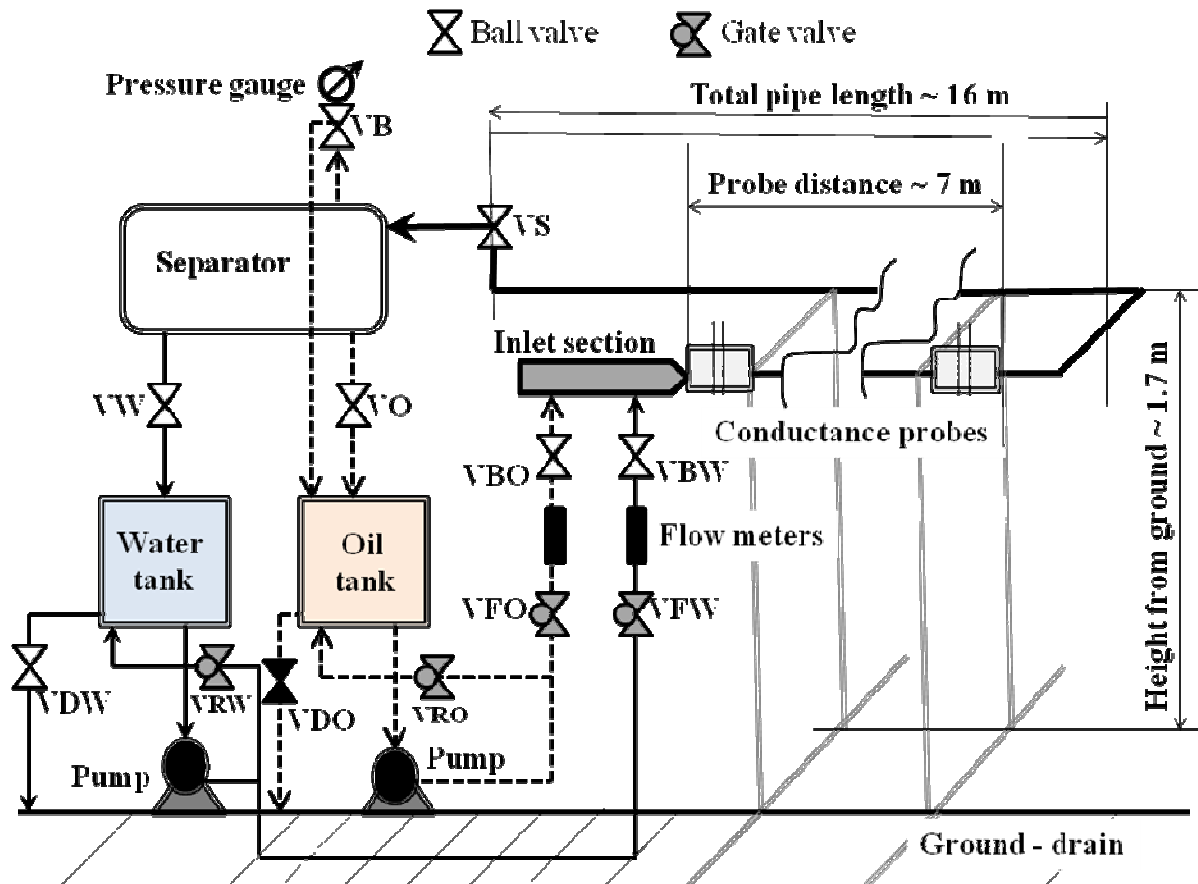 Ball valve
Gate valve
Pressure gauge
VB
Total pipe length ~ 16 m
Probe distance ~ 7 m
VS
Separator
Inlet section
VW
VO
Conductance probes
VBO
VBW
Height from ground ~ 1.7 m
Water
tank
Oil
tank
Flow meters
VFO
VFW
VDW
VRW
VDO
VRO
Pump
Pump
Ground - drain